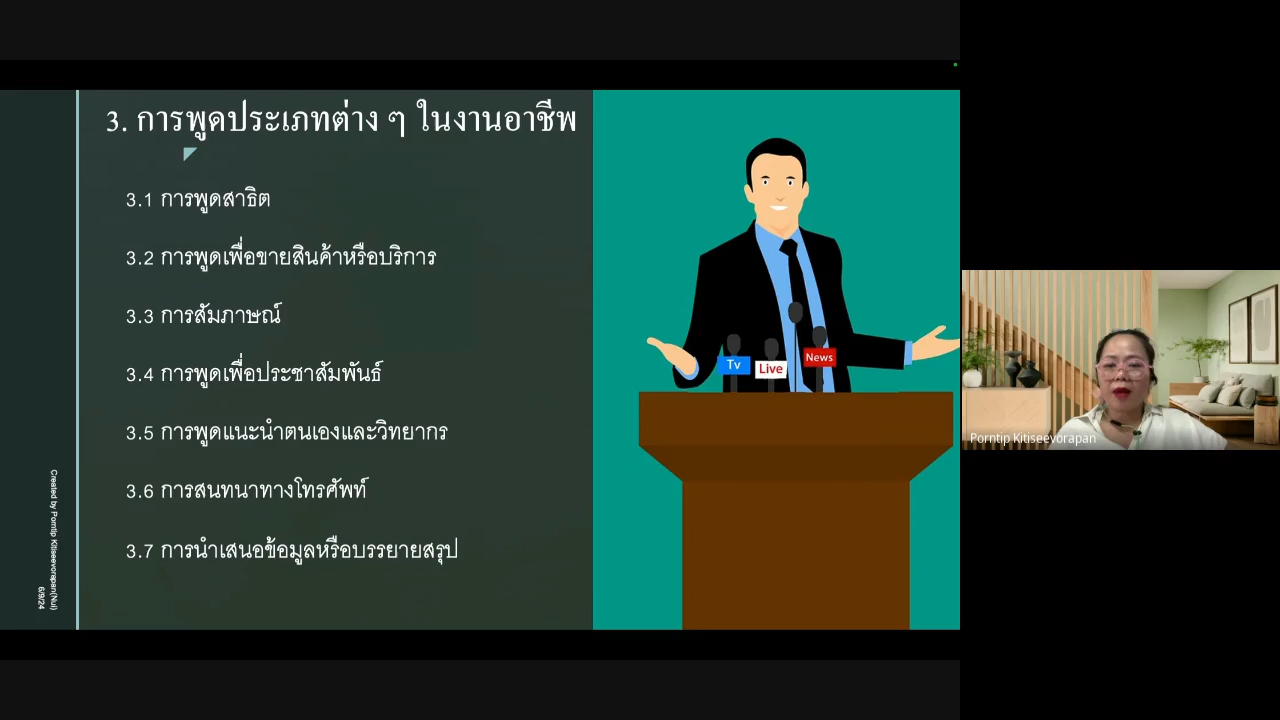 3. การพูดประเภทต่าง ๆ ในงานอาชีพ
3.1 การพูดสาธิต
3.2 การพูดเพื่อขายสินค้าหรือบริการ
3.3 การสัมภาษณ์
3.4 การพูดเพื่อประชาสัมพันธ์
3.5 การพูดแนะนำตนเองและวิทยากร
3.6 การสนทนาทางโทรศัพท์
3.7 การนำเสนอข้อมูลหรือบรรยายสรุป
Created by Porntip Kitiseevorapan(Nui)
6/9/24
Tv
Live
News
Porntip Kitiseevorapan